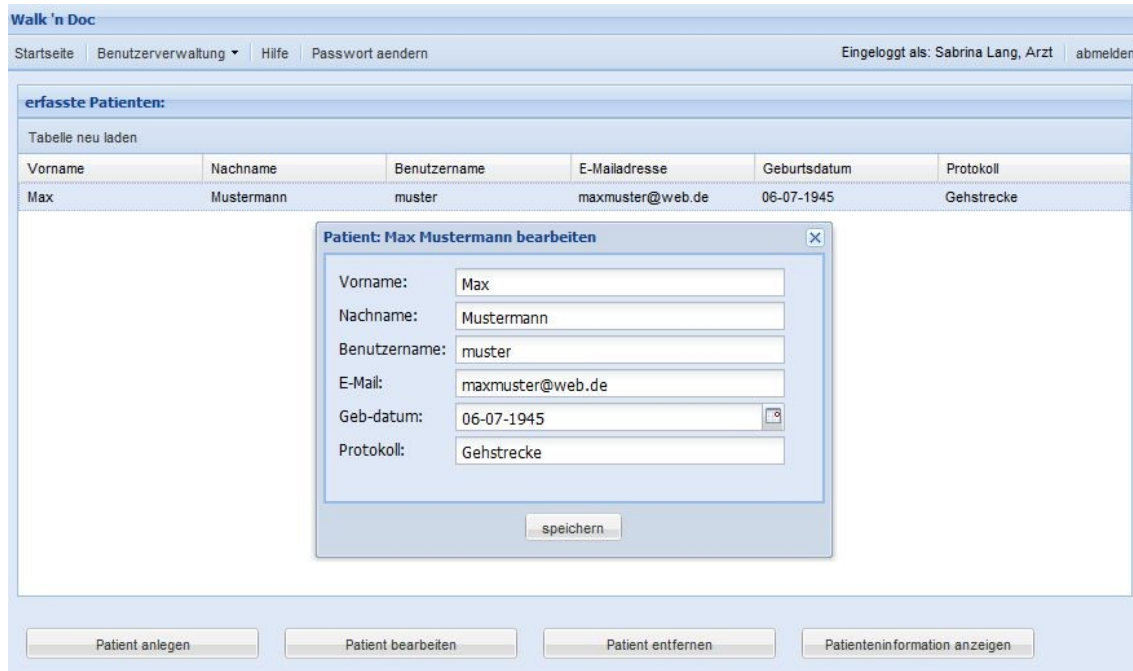 Walk 'n Doc
Startseite Benutzerverwaltung Hilfe Passwort aendern Eingeloggt als: Sabrina Lang, Arzt abmelden
erfasste Patienten:
Tabelle neu laden
Vorname Nachname Benutzername E-Mailadresse Geburtsdatum Protokoll
Max Mustermann muster maxmuster@web.de 06-07-1945 Gehstrecke
Patient: Max Mustermann bearbeiten
Vorname: Max
Nachname: Mustermann
Benutzername: muster
E-Mail: maxmuster@web.de
Geb-datum: 06-07-1945
Protokoll: Gehstrecke
speichern
Patient anlegen Patient bearbeiten Patient entfernen Patienteninformation anzeigen